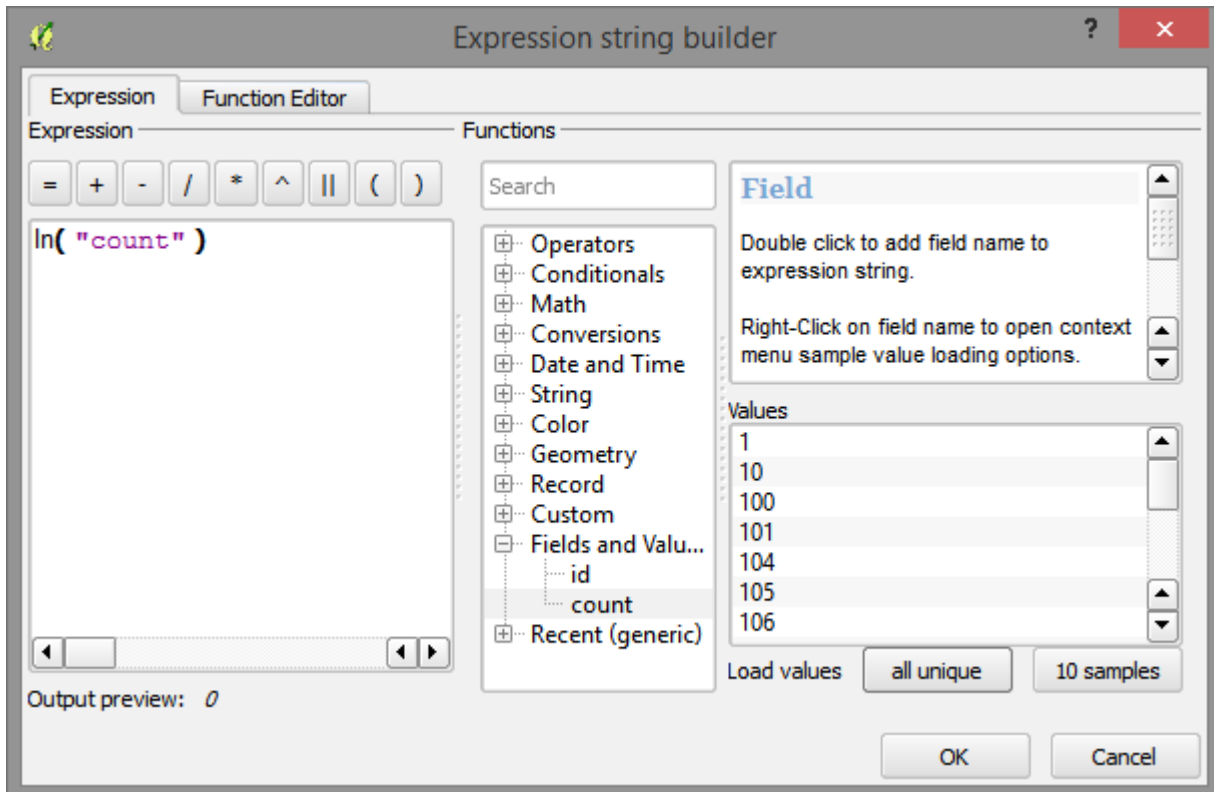 Expression string builder ? ×
Expression Function Editor
Expression
= + - / * ^ || ( )
ln( "count" )
Output preview: 0
Functions
Search
Operators
Conditionals
Math
Conversions
Date and Time
String
Color
Geometry
Record
Custom
Fields and Valu...
id
count
Recent (generic)
Field
Double click to add field name to
expression string.
Right-Click on field name to open context
menu sample value loading options.
Values
1
10
100
101
104
105
106
Load values all unique 10 samples
OK Cancel